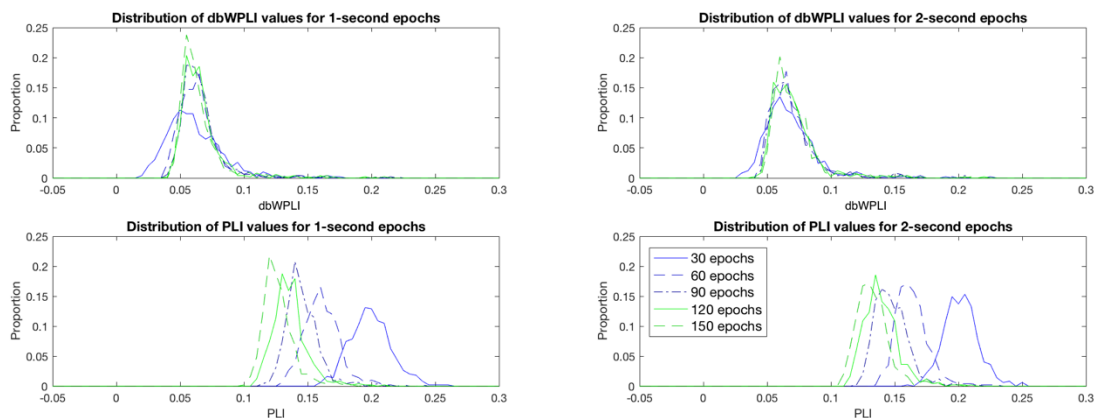 Distribution of dbWPLI values for 1-second epochs
0.25
0.2
0.15
0.1
0.05
0
Proportion
-0.05 0 0.05 0.1 0.15 0.2 0.25 0.3
dbWPLI
Distribution of dbWPLI values for 2-second epochs
0.25
0.2
0.15
0.1
0.05
0
Proportion
-0.05 0 0.05 0.1 0.15 0.2 0.25 0.3
dbWPLI
Distribution of PLI values for 1-second epochs
0.25
0.2
0.15
0.1
0.05
0
Proportion
-0.05 0 0.05 0.1 0.15 0.2 0.25 0.3
PLI
Distribution of PLI values for 2-second epochs
0.25
0.2
0.15
0.1
0.05
0
Proportion
30 epochs
60 epochs
90 epochs
120 epochs
150 epochs
-0.05 0 0.05 0.1 0.15 0.2 0.25 0.3
PLI